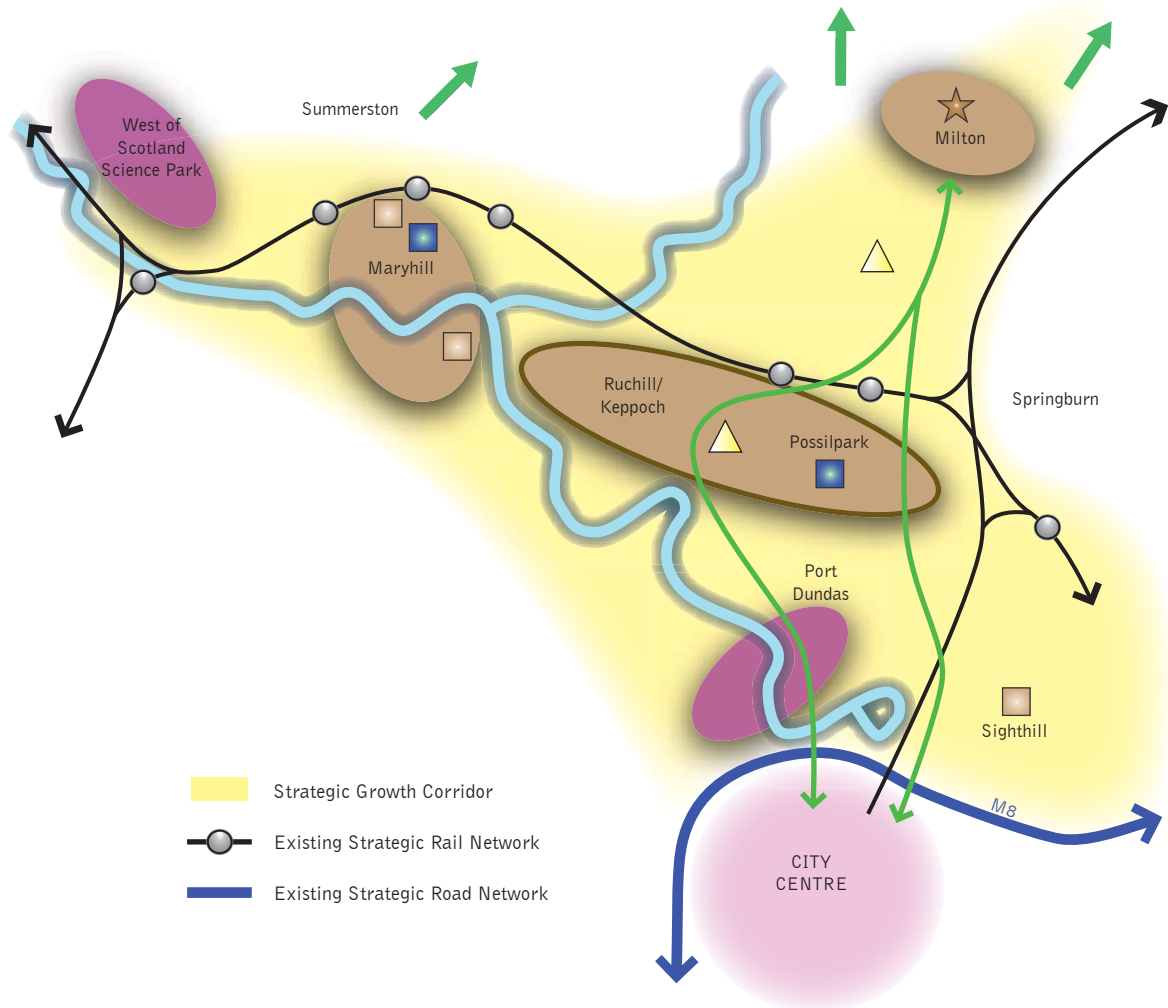 Summerston
West of
Scotland
Science Park
Milton
Maryhill
Ruchill/
Keppoch
Possilpark
Springburn
Port
Dundas
Sighthill
M8
CITY
CENTRE
Strategic Growth Corridor
Existing Strategic Rail Network
Existing Strategic Road Network